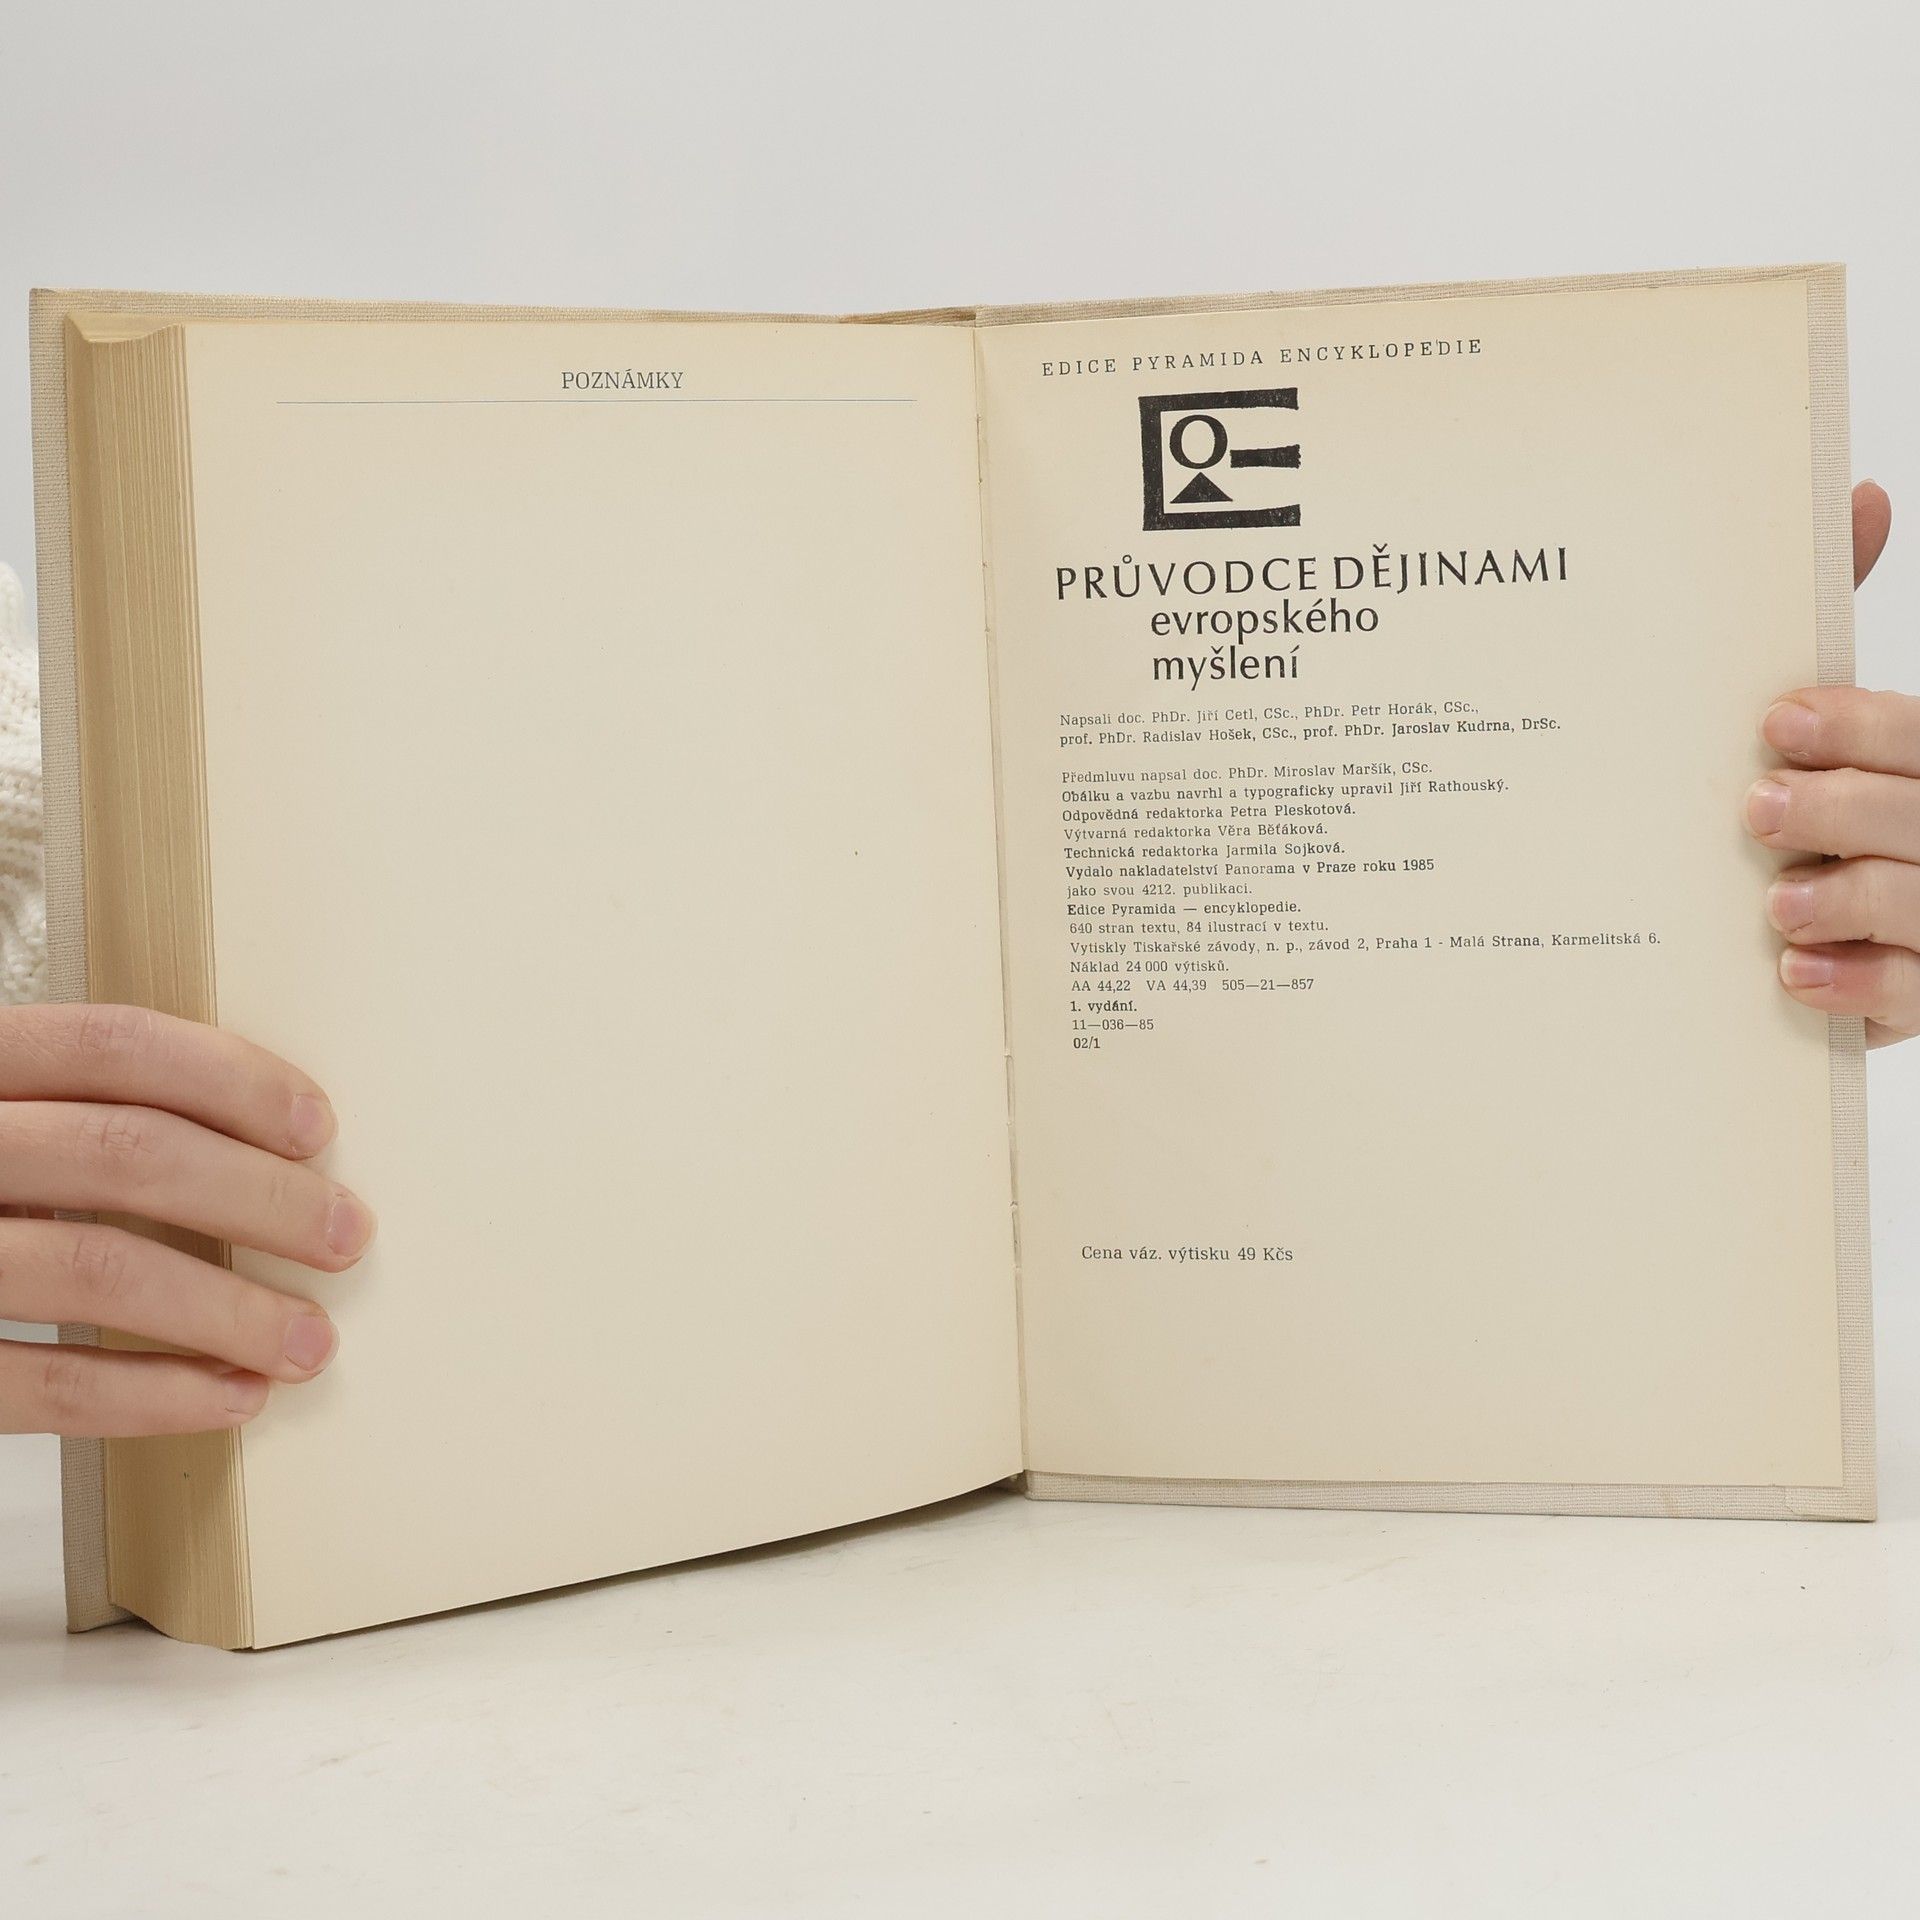 POZNÁMKY
EDICE PYRAMIDA ENCYKLOPEDIE
PRŮVODCE DĚJINAMI
evropského
myšlení
Napsali doc. PhDr. Jiří Cetl, CSc., PhDr. Petr Horák, CSc.,
prof. PhDr. Radislav Hošek, CSc., prof. PhDr. Jaroslav Kudrna, DrSc.
Předmluvu napsal doc. PhDr. Miroslav Maršík, CSc.
Obálku a vazbu navrhl a typograficky upravil Jiří Rathouský.
Odpovědná redaktorka Petra Pleskotová.
Výtvarná redaktorka Věra Běťáková.
Technická redaktorka Jarmila Sojková.
Vydalo nakladatelství Panorama v Praze roku 1985
jako svou 4212. publikaci.
Edice Pyramida — encyklopedie.
640 stran textu, 84 ilustrací v textu.
Vytiskly Tiskařské závody, n. p., závod 2, Praha 1 - Malá Strana, Karmelitská 6.
Náklad 24 000 výtisků.
AA 44,22 VA 44,39 505—21—857
1. vydání.
11—036—85
02/1
Cena váz. výtisku 49 Kčs